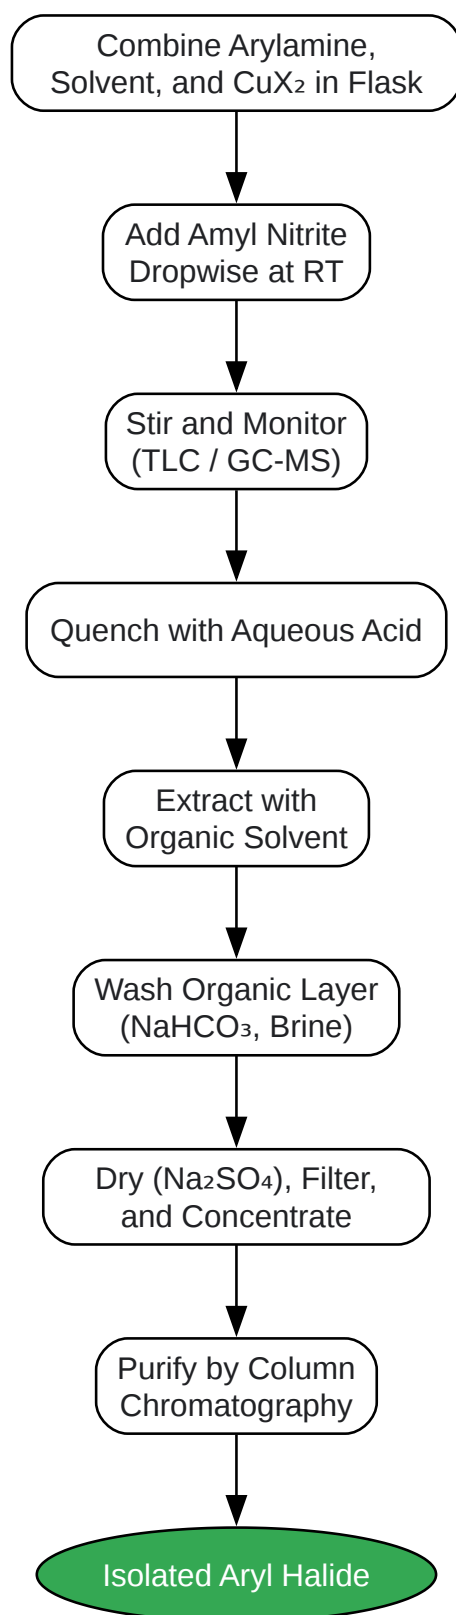 Combine Arylamine,
Solvent, and CuX₂ in Flask
Add Amyl Nitrite
Dropwise at RT
Stir and Monitor
(TLC / GC-MS)
Quench with Aqueous Acid
Extract with
Organic Solvent
Wash Organic Layer
(NaHCO₃, Brine)
Dry (Na₂SO₄), Filter,
and Concentrate
Purify by Column
Chromatography
Isolated Aryl Halide